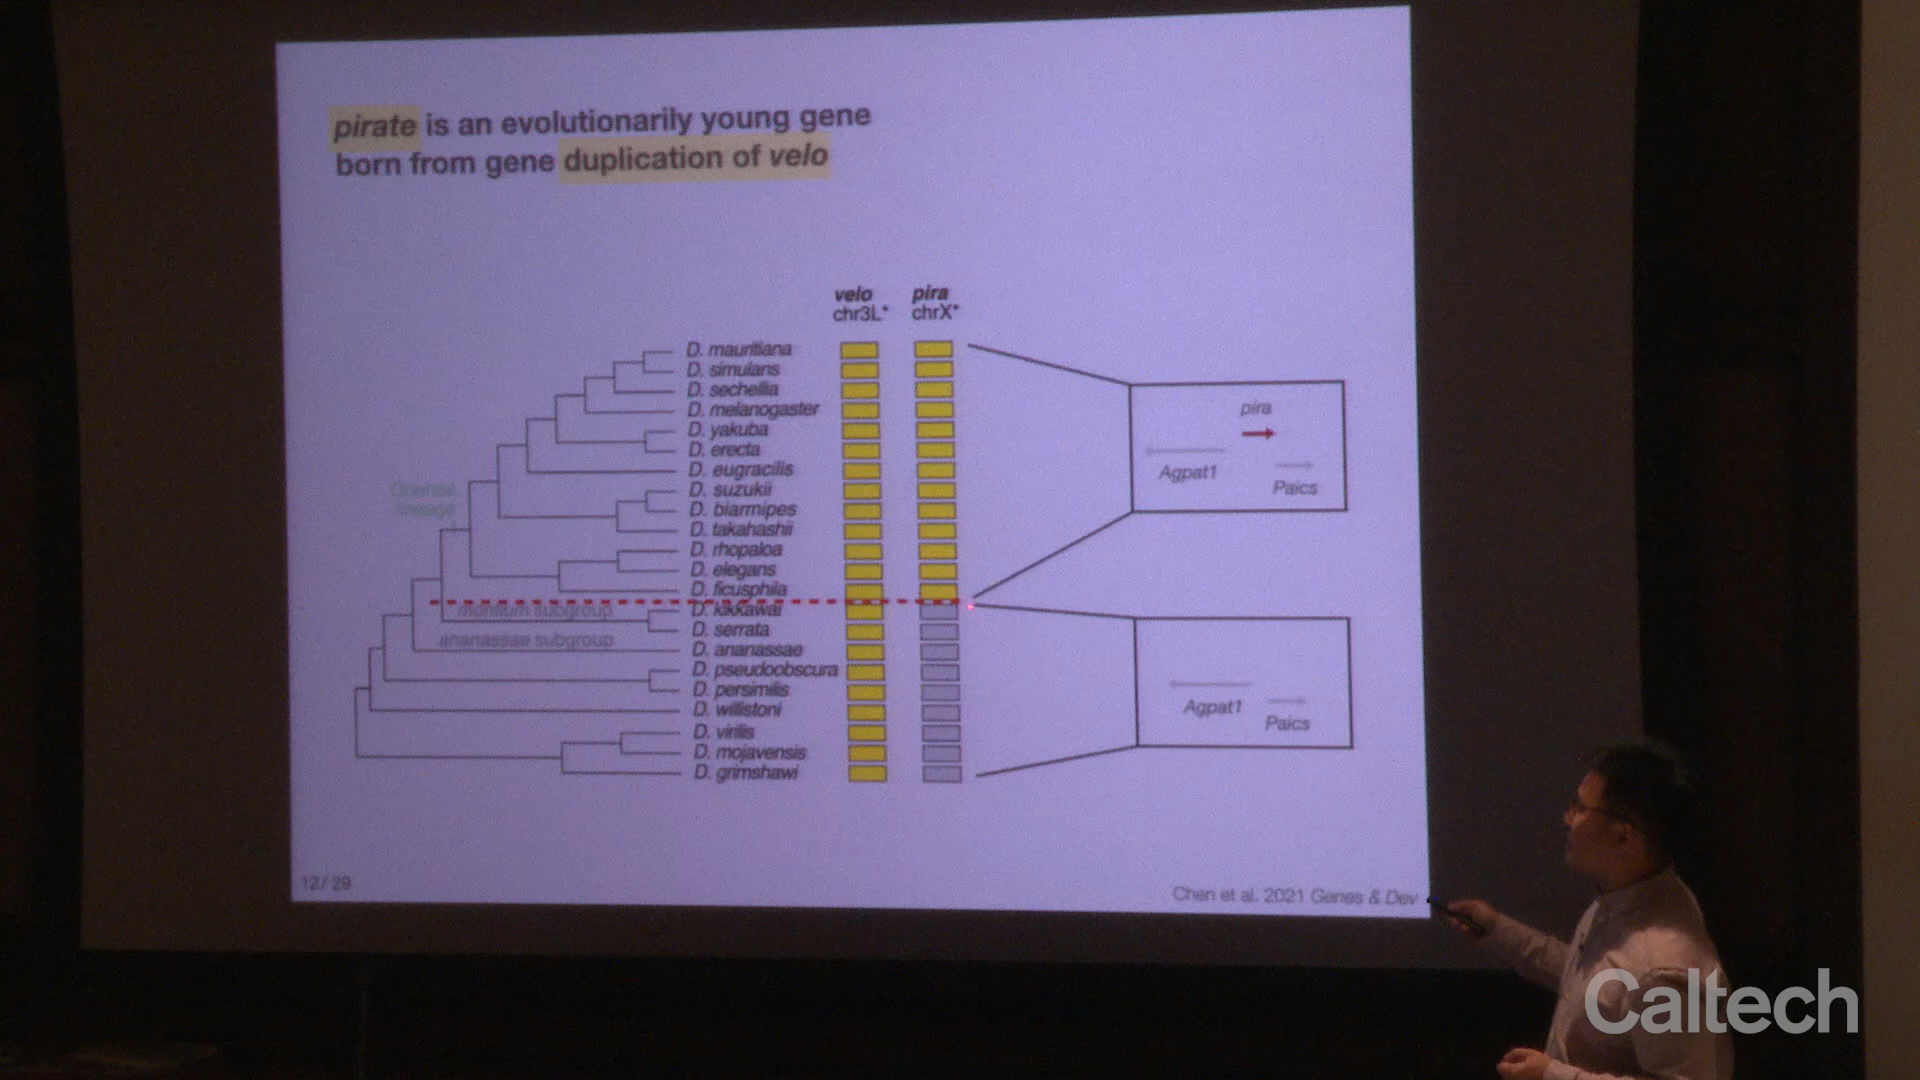 pirate is an evolutionarily young gene
born from gene duplication of velo
velo pira
chr3L* chrX*
D. mauritiana
D. simulans
D. sechellia
D. melanogaster
D. yakuba
D. erecta
D. eugracilis
D. suzukii
D. biarmipes
D. takahashii
D. rhopaloa
D. elegans
D. ficusphila
D. kikkawai
D. serrata
D. ananassae
D. pseudoobscura
D. persimilis
D. willistoni
D. virilis
D. mojavensis
D. grimshawi
Oriental
lineage
montium subgroup
ananassae subgroup
pira
Agpat1
Paics
Agpat1
Paics
12/ 29
Chen et al. 2021 Genes & Dev
Caltech